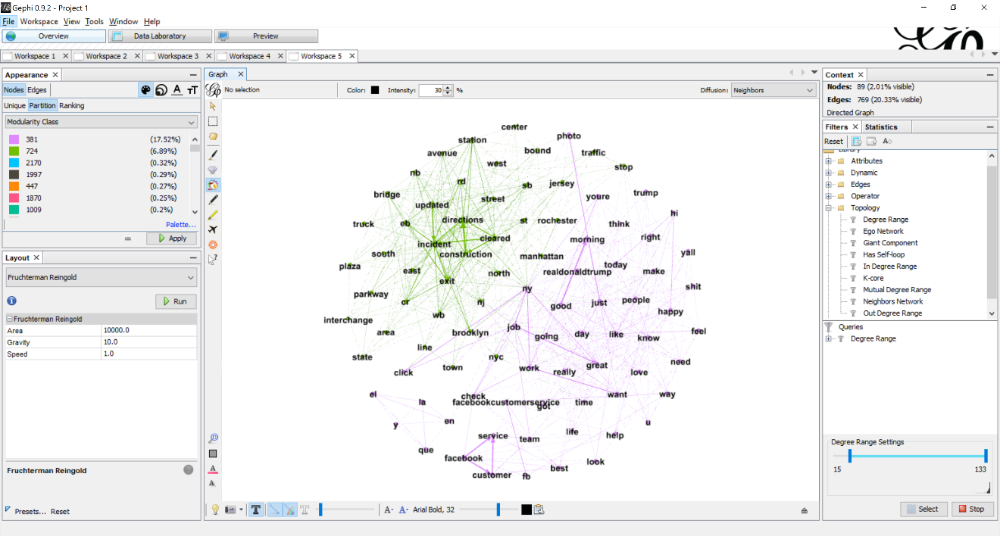 Gephi 0.9.2 - Project 1
File Workspace View Tools Window Help
Overview Data Laboratory Preview
Workspace 1 Workspace 2 Workspace 3 Workspace 4 Workspace 5
Appearance
Nodes Edges
Unique Partition Ranking
Modularity Class
381 (17.52%)
724 (6.89%)
2170 (0.32%)
1997 (0.29%)
447 (0.27%)
1870 (0.25%)
1009 (0.2%)
Palette...
Apply
Layout
Fruchterman Reingold
Run
Fruchterman Reingold
Area 10000.0
Gravity 10.0
Speed 1.0
Fruchterman Reingold
Presets... Reset
Graph
No selection Color: Intensity: 30 % Diffusion: Neighbors
center
photo
station
avenue
bound
traffic
west
stop
nb
rd
sb
jersey
bridge
street
youre
trump
updated
hi
truck
eb
directions
st
rochester
think
incident
cleared
morning
right
south
construction
manhattan
yall
plaza
east
north
realdonaldtrump
today
make
exit
ny
shit
parkway
cr
nj
good
just
people
happy
interchange
wb
area
brooklyn
job
going
day
like
know
feel
state
line
nyc
click
town
work
really
great
love
need
el
la
check
facebookcustomerservice
got
time
want
way
y
en
service
team
life
help
u
que
facebook
customer
fb
best
look
Arial Bold, 32
Context
Nodes: 89 (2.01% visible)
Edges: 769 (20.33% visible)
Directed Graph
Filters Statistics
Reset
Library
Attributes
Dynamic
Edges
Operator
Topology
Degree Range
Ego Network
Giant Component
Has Self-loop
In Degree Range
K-core
Mutual Degree Range
Neighbors Network
Out Degree Range
Queries
Degree Range
Degree Range Settings
15 133
Select Stop